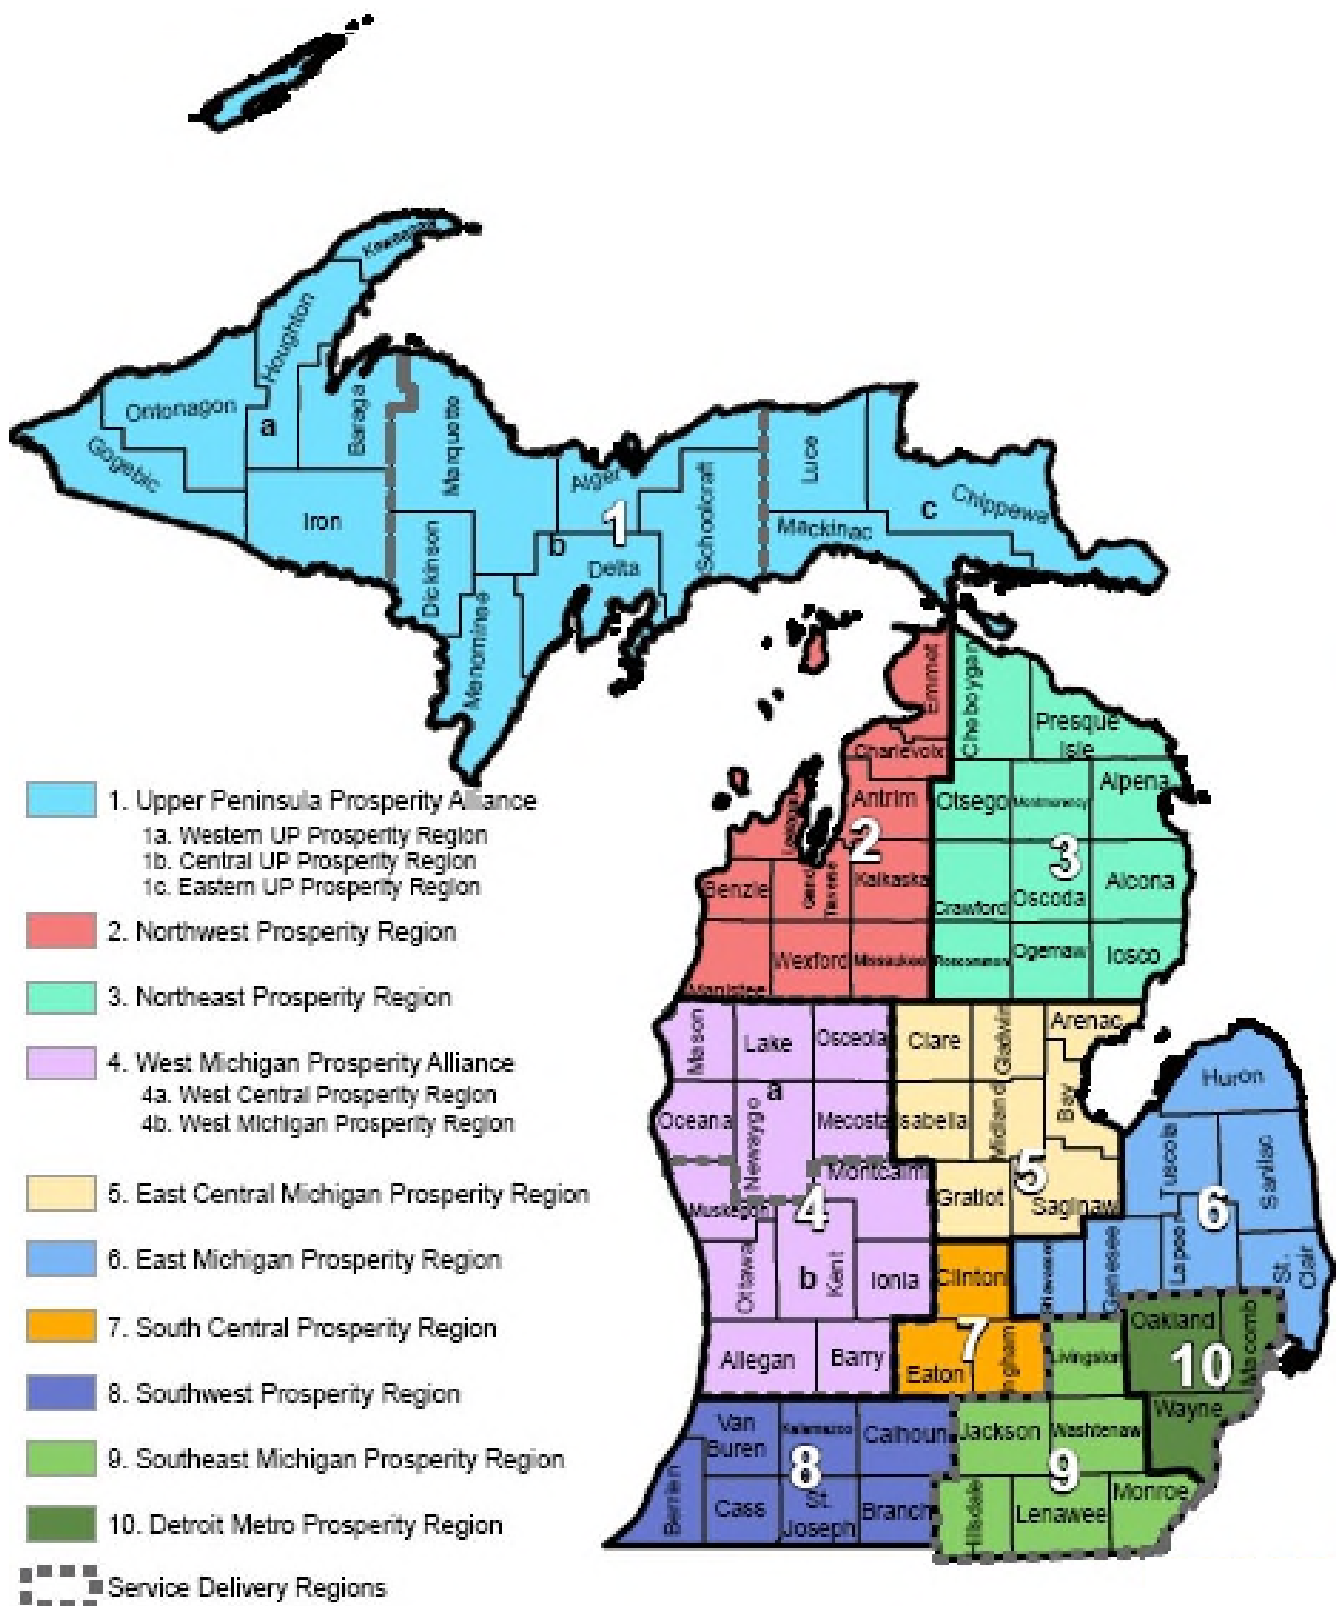 Keweenaw
Houghton
Ontonagon
a
Baraga
Gogebic
Marquette
Luce
Alger
Schoolcraft
c
Chippewa
Iron
1
Mackinac
b
Dickinson
Delta
Menominee
Emmet
Cheboygan
Presque
Isle
Charlevoix
Antrim
Otsego
Montmorency
Alpena
2
3
Benzie
Grand
Traverse
Kalkaska
Crawford
Oscoda
Alcona
Manistee
Wexford
Missaukee
Roscommon
Ogemaw
Iosco
Mason
Lake
Osceola
Clare
Gladwin
Arenac
a
Huron
Oceana
Newaygo
Mecosta
Isabella
Midland
Bay
Tuscola
Sanilac
Montcalm
5
Muskegon
4
Gratiot
Saginaw
6
Ottawa
b
Kent
Ionia
Clinton
Shiawassee
Genesee
Lapeer
St.
Clair
Allegan
Barry
Eaton
7
Ingham
Livingston
Oakland
Macomb
10
Van
Buren
Kalamazoo
Calhoun
Jackson
Washtenaw
Wayne
8
9
Berrien
Cass
St.
Joseph
Branch
Hillsdale
Lenawee
Monroe
1. Upper Peninsula Prosperity Alliance
1a. Western UP Prosperity Region
1b. Central UP Prosperity Region
1c. Eastern UP Prosperity Region
2. Northwest Prosperity Region
3. Northeast Prosperity Region
4. West Michigan Prosperity Alliance
4a. West Central Prosperity Region
4b. West Michigan Prosperity Region
5. East Central Michigan Prosperity Region
6. East Michigan Prosperity Region
7. South Central Prosperity Region
8. Southwest Prosperity Region
9. Southeast Michigan Prosperity Region
10. Detroit Metro Prosperity Region
Service Delivery Regions